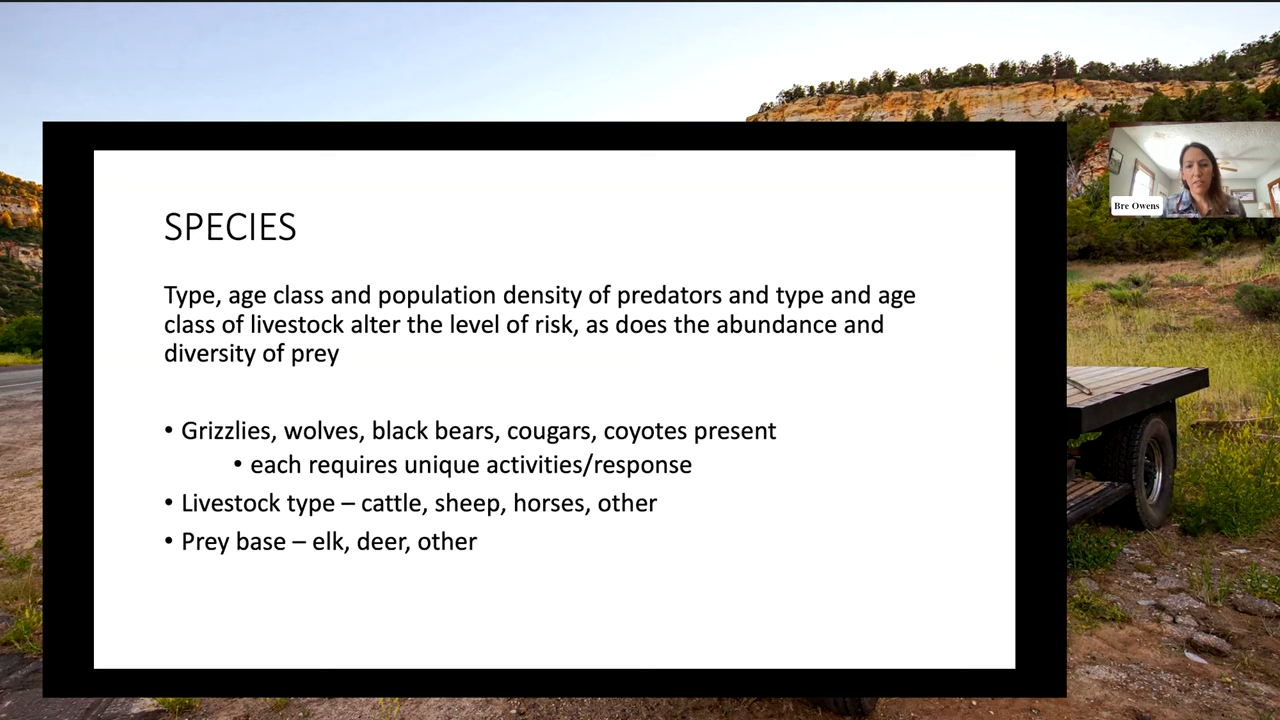 SPECIES
Type, age class and population density of predators and type and age
class of livestock alter the level of risk, as does the abundance and
diversity of prey
• Grizzlies, wolves, black bears, cougars, coyotes present
• each requires unique activities/response
• Livestock type – cattle, sheep, horses, other
• Prey base – elk, deer, other
Bre Owens